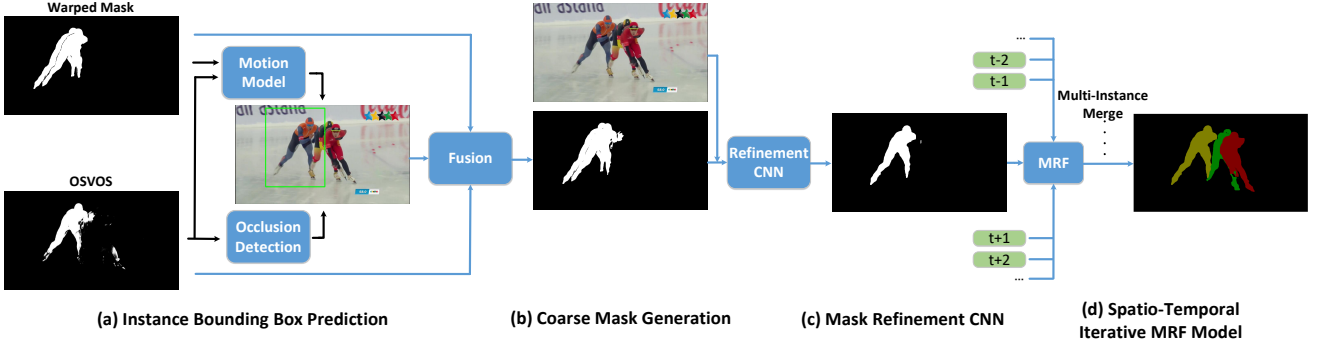 Warped Mask
Motion
Model
OSVOS
Occlusion
Detection
Fusion
Refinement
CNN
...
t-2
t-1
MRF
t+1
t+2
...
Multi-Instance
Merge
(a) Instance Bounding Box Prediction
(b) Coarse Mask Generation
(c) Mask Refinement CNN
(d) Spatio-Temporal
Iterative MRF Model